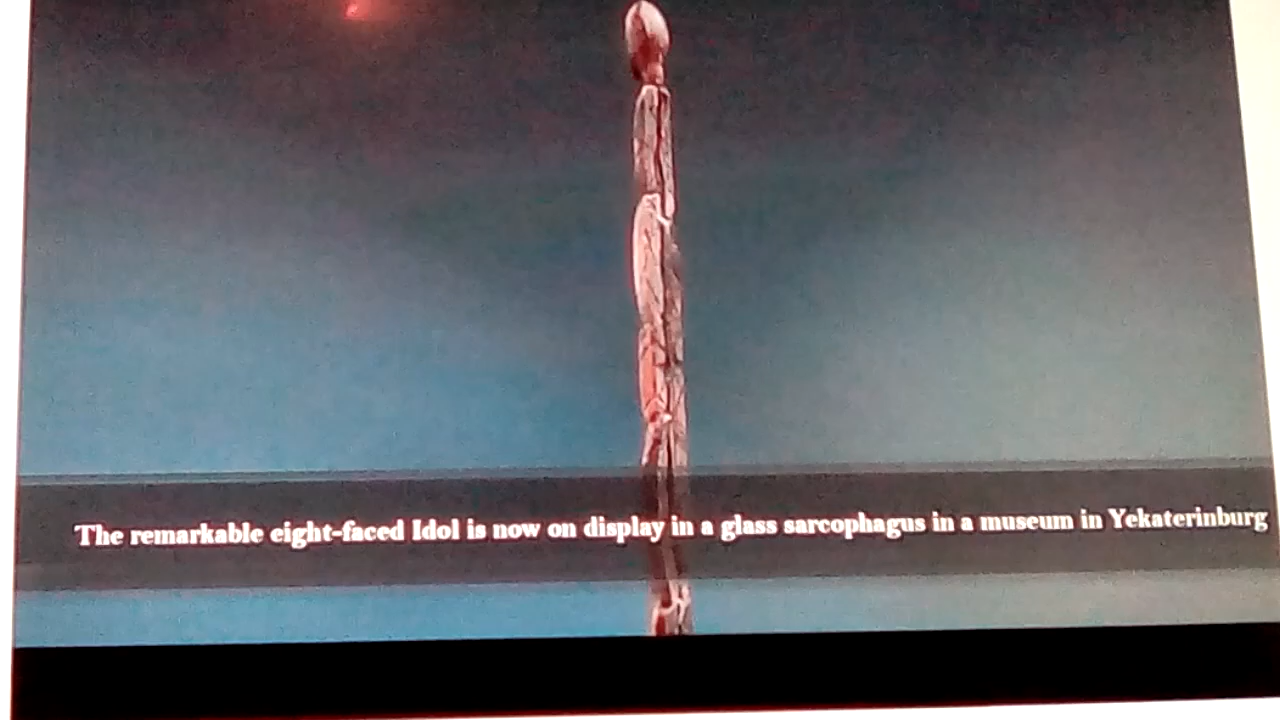 The remarkable eight-faced Idol is now on display in a glass sarcophagus in a museum in Yekaterinburg